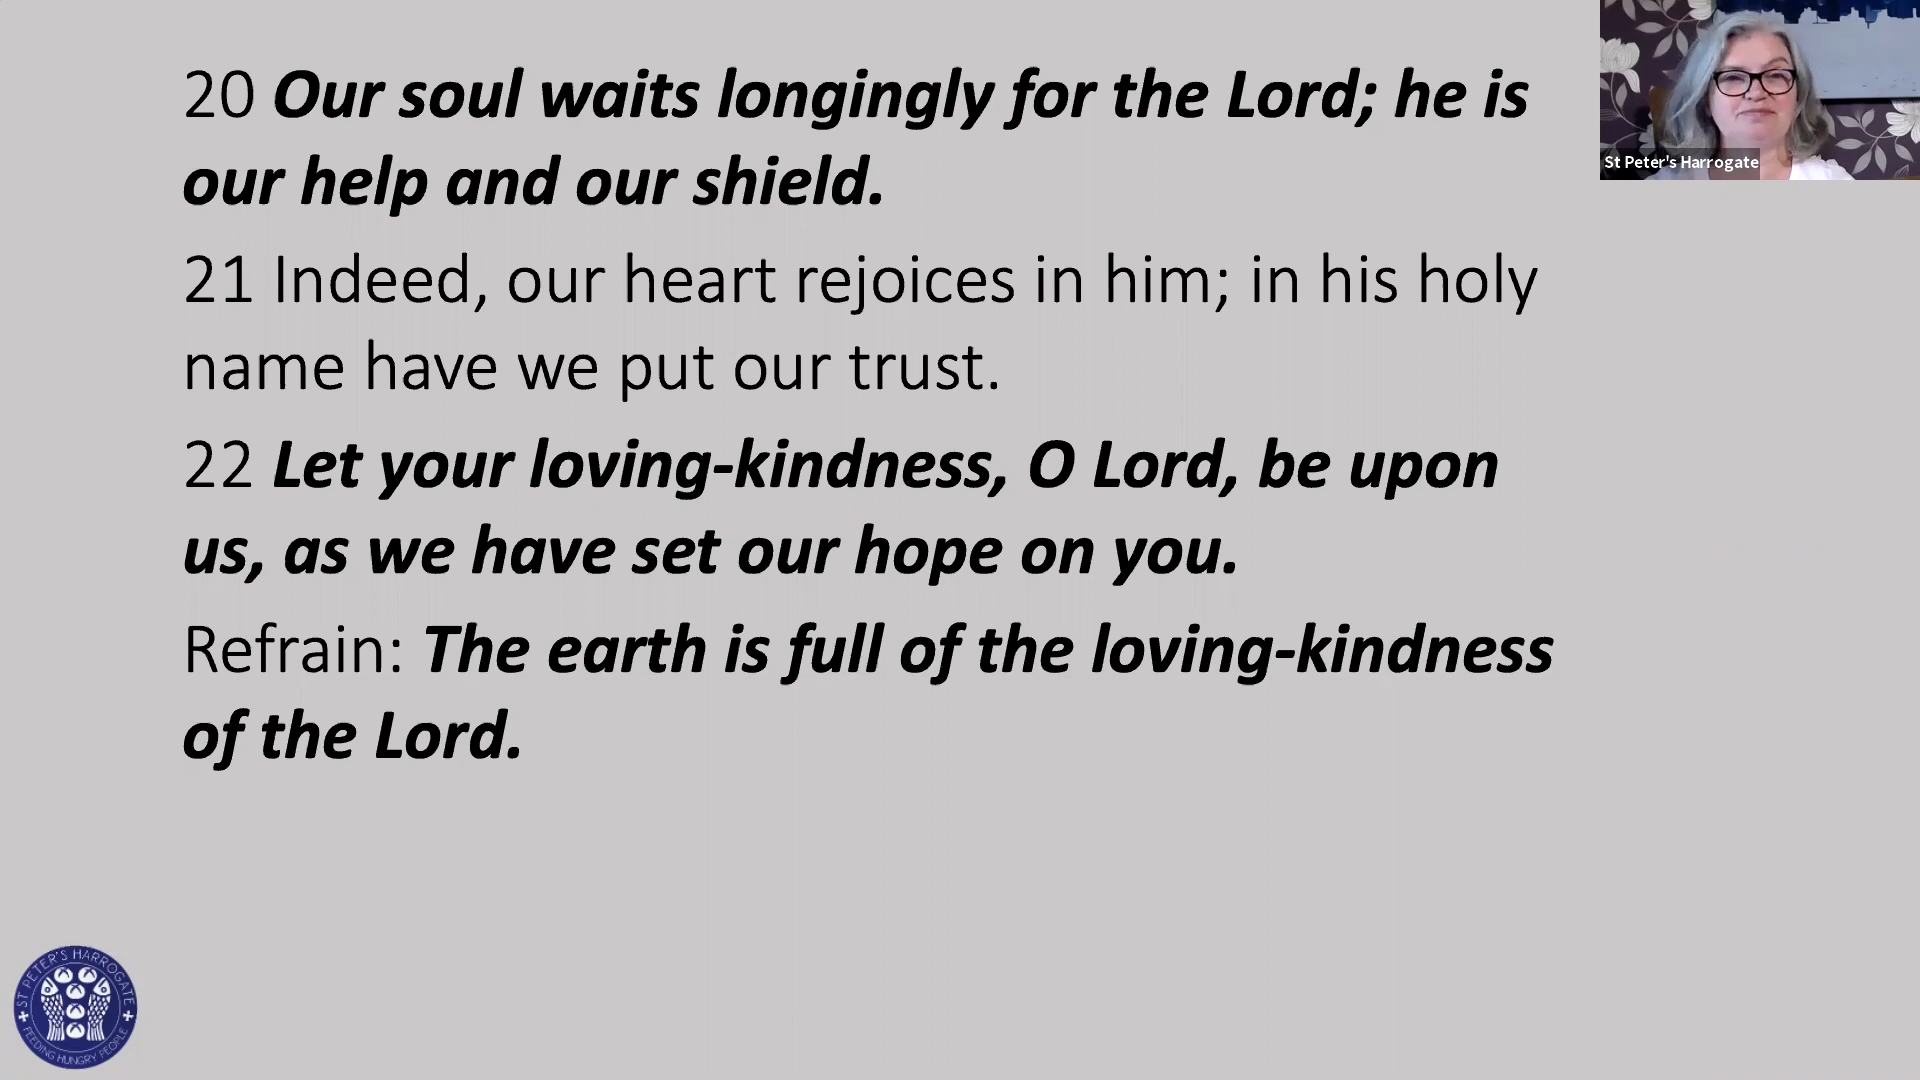 20 Our soul waits longingly for the Lord; he is
our help and our shield.
21 Indeed, our heart rejoices in him; in his holy
name have we put our trust.
22 Let your loving-kindness, O Lord, be upon
us, as we have set our hope on you.
Refrain: The earth is full of the loving-kindness
of the Lord.
St Peter's Harrogate
ST PETER'S HARROGATE
FEEDING HUNGRY PEOPLE